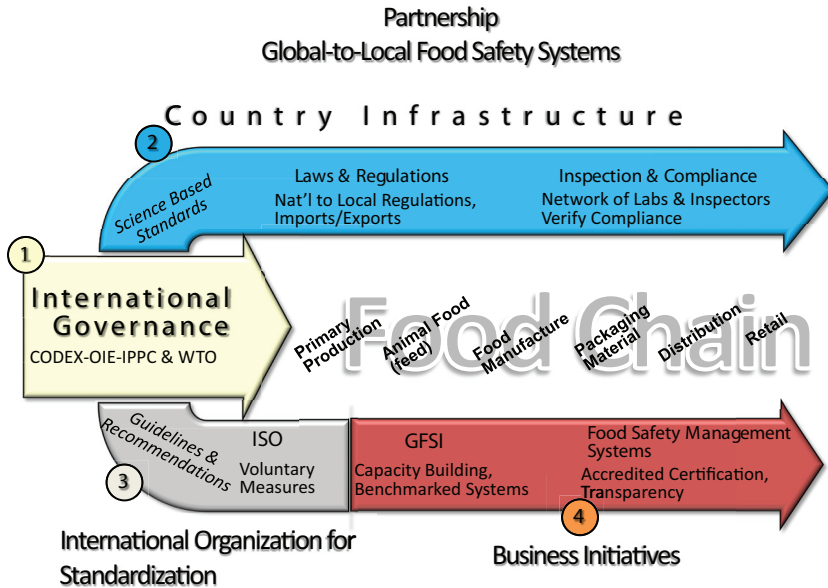 Partnership
Global-to-Local Food Safety Systems
Country Infrastructure
2
Science Based
Standards
Laws & Regulations
Nat'l to Local Regulations,
Imports/Exports
Inspection & Compliance
Network of Labs & Inspectors
Verify Compliance
1
International
Governance
CODEX-OIE-IPPC & WTO
Food Chain
Primary
Production
Animal Food
(feed)
Food
Manufacture
Packaging
Material
Distribution
Retail
Guidelines &
Recommendations
3
ISO
Voluntary
Measures
GFSI
Capacity Building,
Benchmarked Systems
Food Safety Management
Systems
Accredited Certification,
Transparency
4
International Organization for
Standardization
Business Initiatives